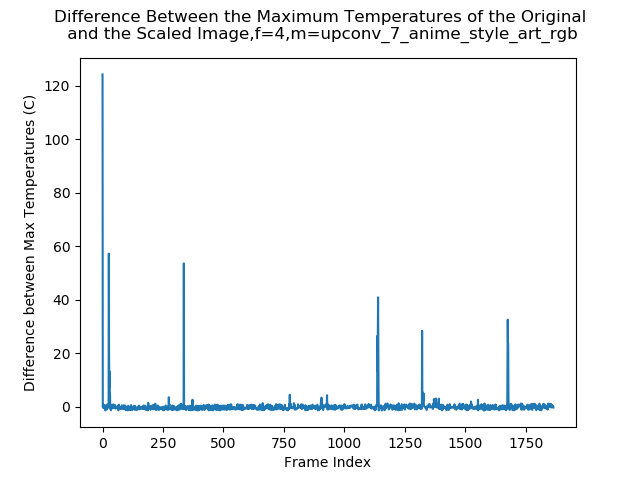 Difference Between the Maximum Temperatures of the Original
and the Scaled Image,f=4,m=upconv_7_anime_style_art_rgb
Difference between Max Temperatures (C)
120
100
80
60
40
20
0
0 250 500 750 1000 1250 1500 1750
Frame Index